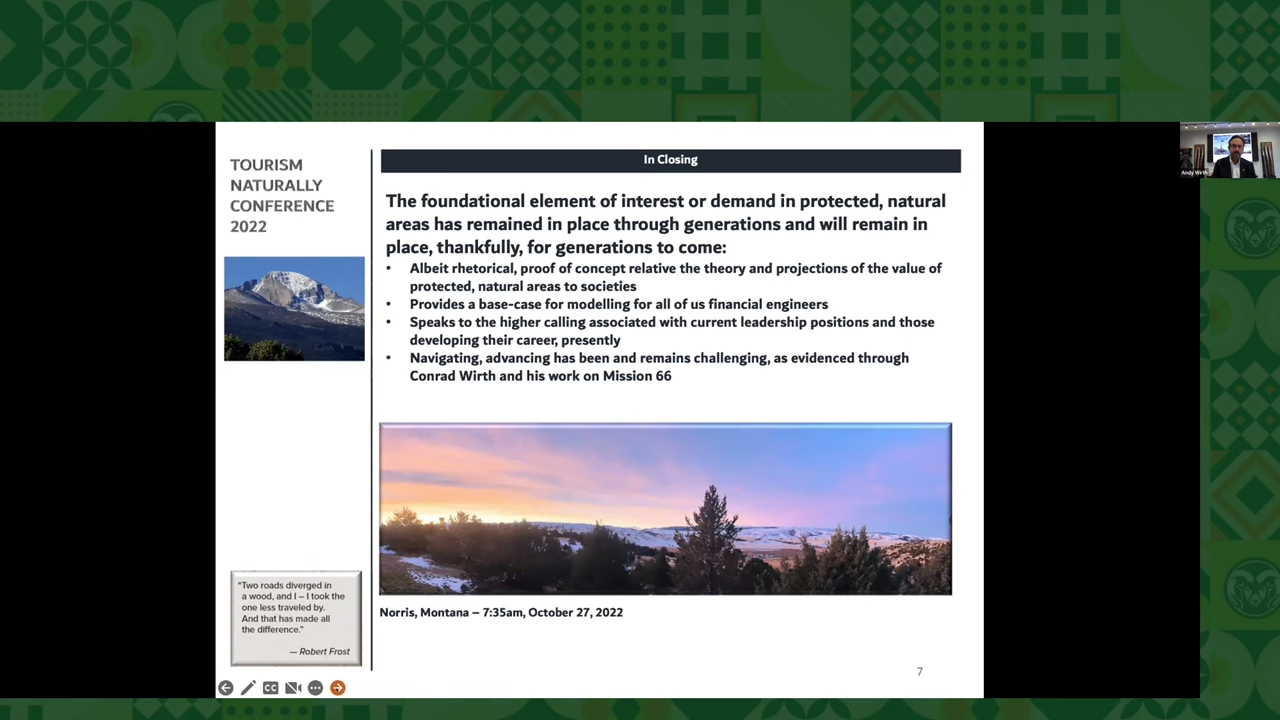 TOURISM
NATURALLY
CONFERENCE
2022
In Closing
The foundational element of interest or demand in protected, natural
areas has remained in place through generations and will remain in
place, thankfully, for generations to come:
• Albeit rhetorical, proof of concept relative the theory and projections of the value of
protected, natural areas to societies
• Provides a base-case for modelling for all of us financial engineers
• Speaks to the higher calling associated with current leadership positions and those
developing their career, presently
• Navigating, advancing has been and remains challenging, as evidenced through
Conrad Wirth and his work on Mission 66
Norris, Montana – 7:35am, October 27, 2022
“Two roads diverged in
a wood, and I – I took the
one less traveled by.
And that has made all
the difference.”
— Robert Frost
7
CC
Andy Wirth